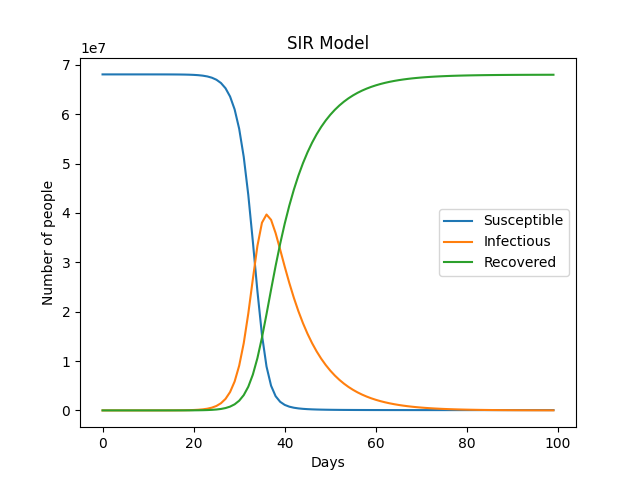 SIR Model
1e7
7
6
5
4
3
2
1
0
Number of people
Susceptible
Infectious
Recovered
0 20 40 60 80 100
Days